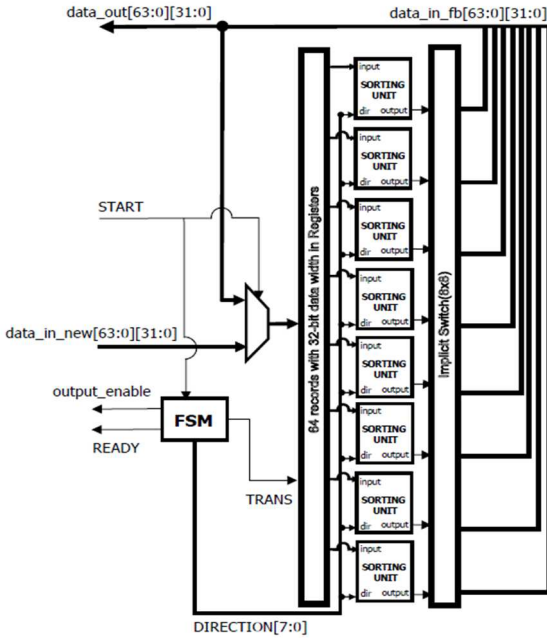 data_out[63:0][31:0]
data_in_fb[63:0][31:0]
START
data_in_new[63:0][31:0]
output_enable
READY
FSM
TRANS
DIRECTION[7:0]
64 records with 32-bit data width in Registers
input
SORTING
UNIT
dir output
input
SORTING
UNIT
dir output
input
SORTING
UNIT
dir output
input
SORTING
UNIT
dir output
input
SORTING
UNIT
dir output
input
SORTING
UNIT
dir output
input
SORTING
UNIT
dir output
input
SORTING
UNIT
dir output
Implicit Switch(8x8)